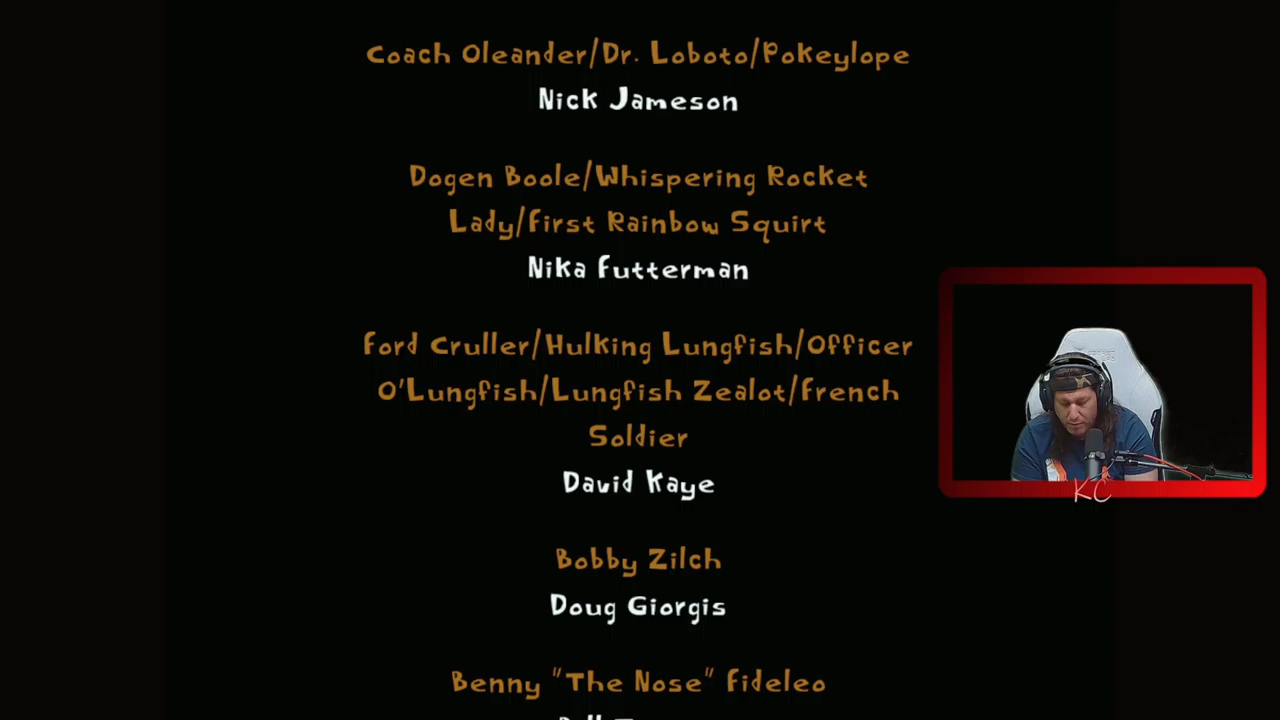 Coach Oleander/Dr. Loboto/Pokeylope
Nick Jameson
Dogen Boole/Whispering Rocket
Lady/First Rainbow Squirt
Nika Futterman
Ford Cruller/Hulking Lungfish/Officer
O'Lungfish/Lungfish Zealot/French
Soldier
David Kaye
Bobby Zilch
Doug Giorgis
Benny "The Nose" Fideleo
KC